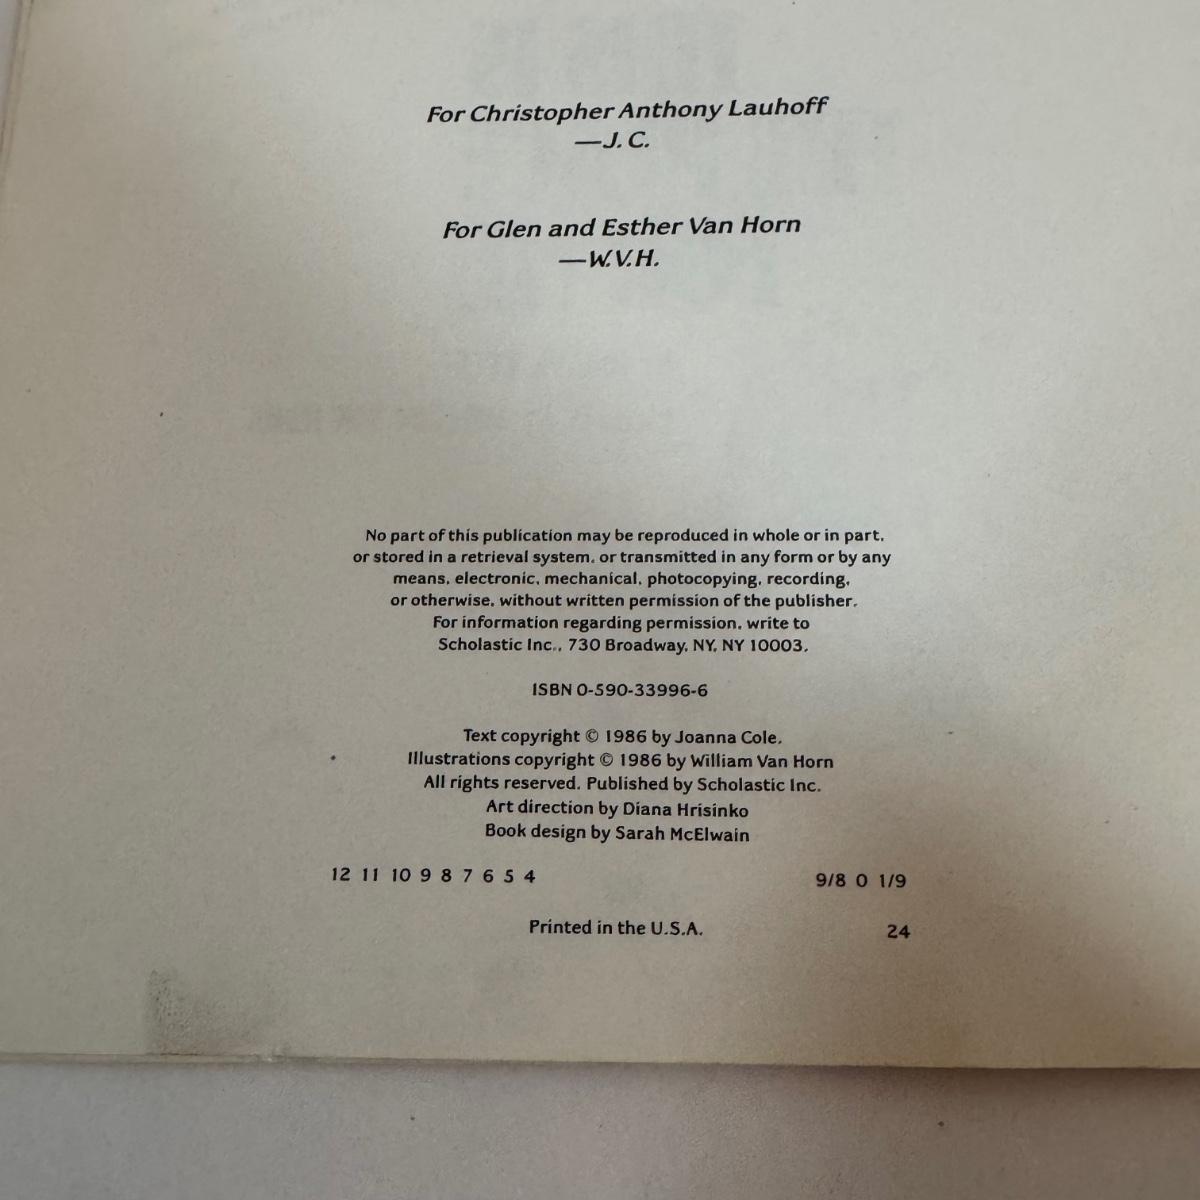 For Christopher Anthony Lauhoff
—J. C.
For Glen and Esther Van Horn
—W.V.H.
No part of this publication may be reproduced in whole or in part,
or stored in a retrieval system, or transmitted in any form or by any
means, electronic, mechanical, photocopying, recording,
or otherwise, without written permission of the publisher.
For information regarding permission, write to
Scholastic Inc., 730 Broadway, NY, NY 10003.
ISBN 0-590-33996-6
Text copyright © 1986 by Joanna Cole.
Illustrations copyright © 1986 by William Van Horn
All rights reserved. Published by Scholastic Inc.
Art direction by Diana Hrisinko
Book design by Sarah McElwain
12 11 10 9 8 7 6 5 4 9/8 0 1/9
Printed in the U.S.A. 24